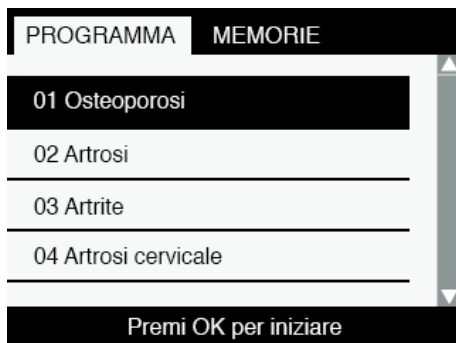 PROGRAMMA MEMORIE
01 Osteoporosi
02 Artrosi
03 Artrite
04 Artrosi cervicale
Premi OK per iniziare